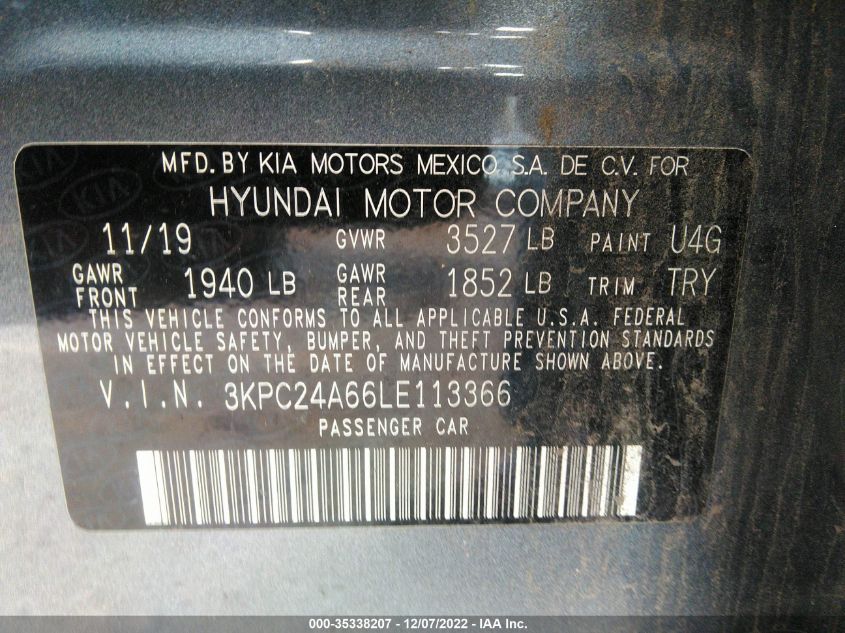 MFD. BY KIA MOTORS MEXICO, S.A. DE C.V. FOR
HYUNDAI MOTOR COMPANY
11/19 GVWR 3527 LB PAINT U4G
GAWR FRONT 1940 LB GAWR REAR 1852 LB TRIM TRY
THIS VEHICLE CONFORMS TO ALL APPLICABLE U.S.A. FEDERAL
MOTOR VEHICLE SAFETY, BUMPER, AND THEFT PREVENTION STANDARDS
IN EFFECT ON THE DATE OF MANUFACTURE SHOWN ABOVE.
V.I.N. 3KPC24A66LE113366
PASSENGER CAR
000-35338207 - 12/07/2022 - IAA Inc.